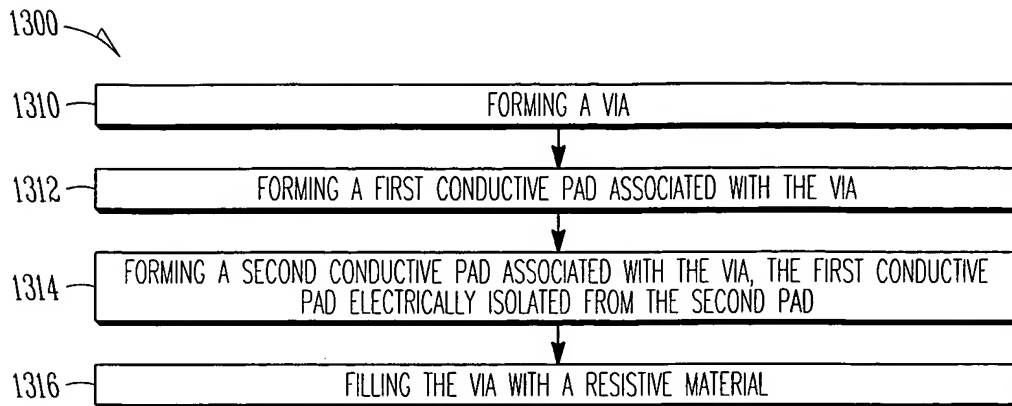 1300
1310
FORMING A VIA
1312
FORMING A FIRST CONDUCTIVE PAD ASSOCIATED WITH THE VIA
1314
FORMING A SECOND CONDUCTIVE PAD ASSOCIATED WITH THE VIA, THE FIRST CONDUCTIVE
PAD ELECTRICALLY ISOLATED FROM THE SECOND PAD
1316
FILLING THE VIA WITH A RESISTIVE MATERIAL